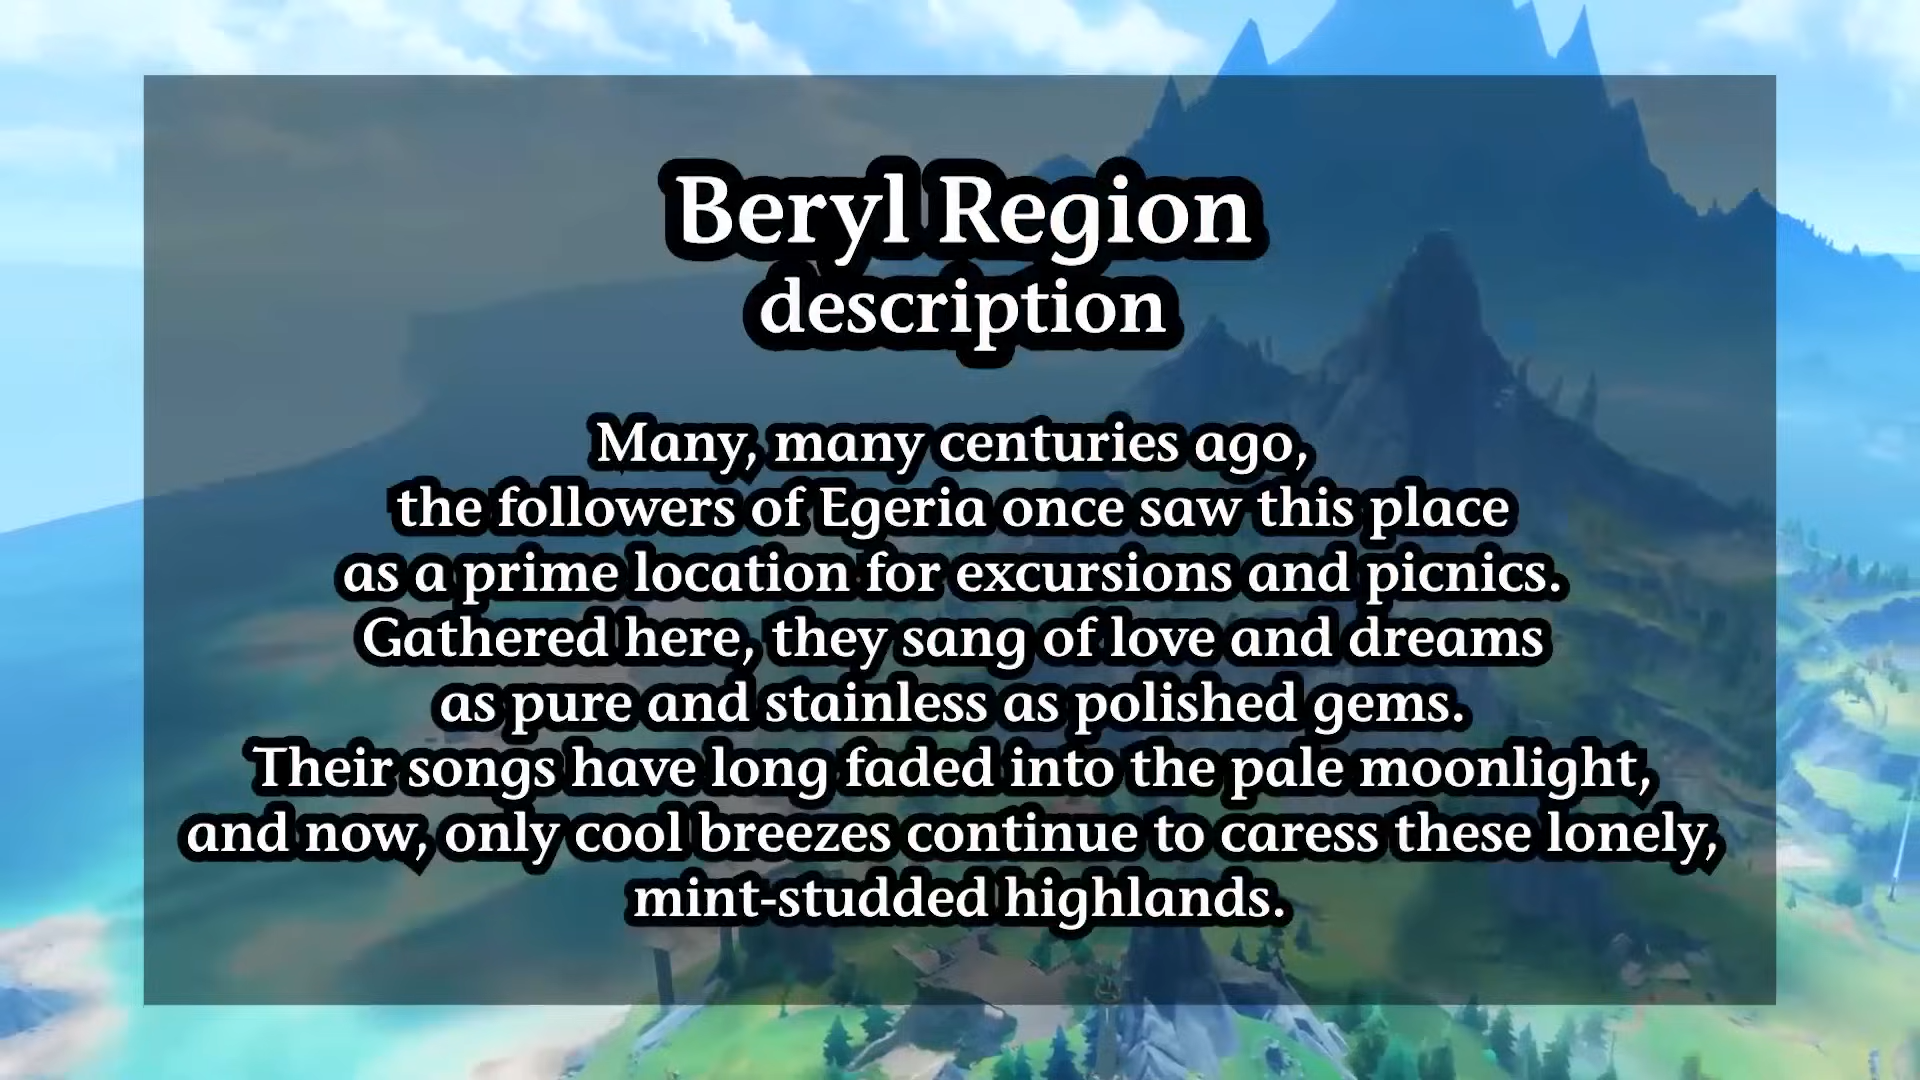 Beryl Region
description
Many, many centuries ago,
the followers of Egeria once saw this place
as a prime location for excursions and picnics.
Gathered here, they sang of love and dreams
as pure and stainless as polished gems.
Their songs have long faded into the pale moonlight,
and now, only cool breezes continue to caress these lonely,
mint-studded highlands.